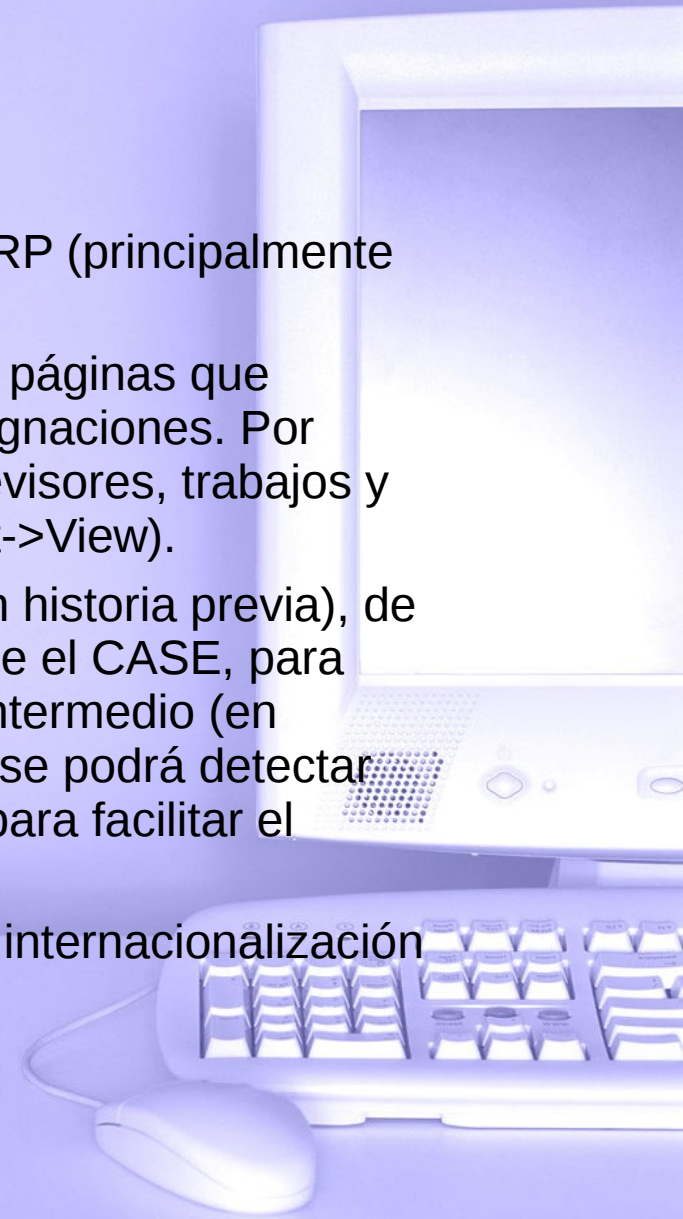 RP (principalmente
páginas que
gnaciones. Por
visores, trabajos y
->View).
historia previa), de
e el CASE, para
ntermedio (en
se podrá detectar
para facilitar el
internacionalización